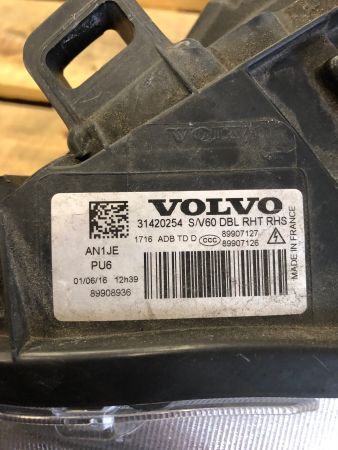 VOLVO
VOLVO
31420254 S/V60 DBL RHT RHS
1716 ADB TD D CCC 89907127
89907126
AN1JE
PU6
01/06/16 12h39
89908936
MADE IN FRANCE